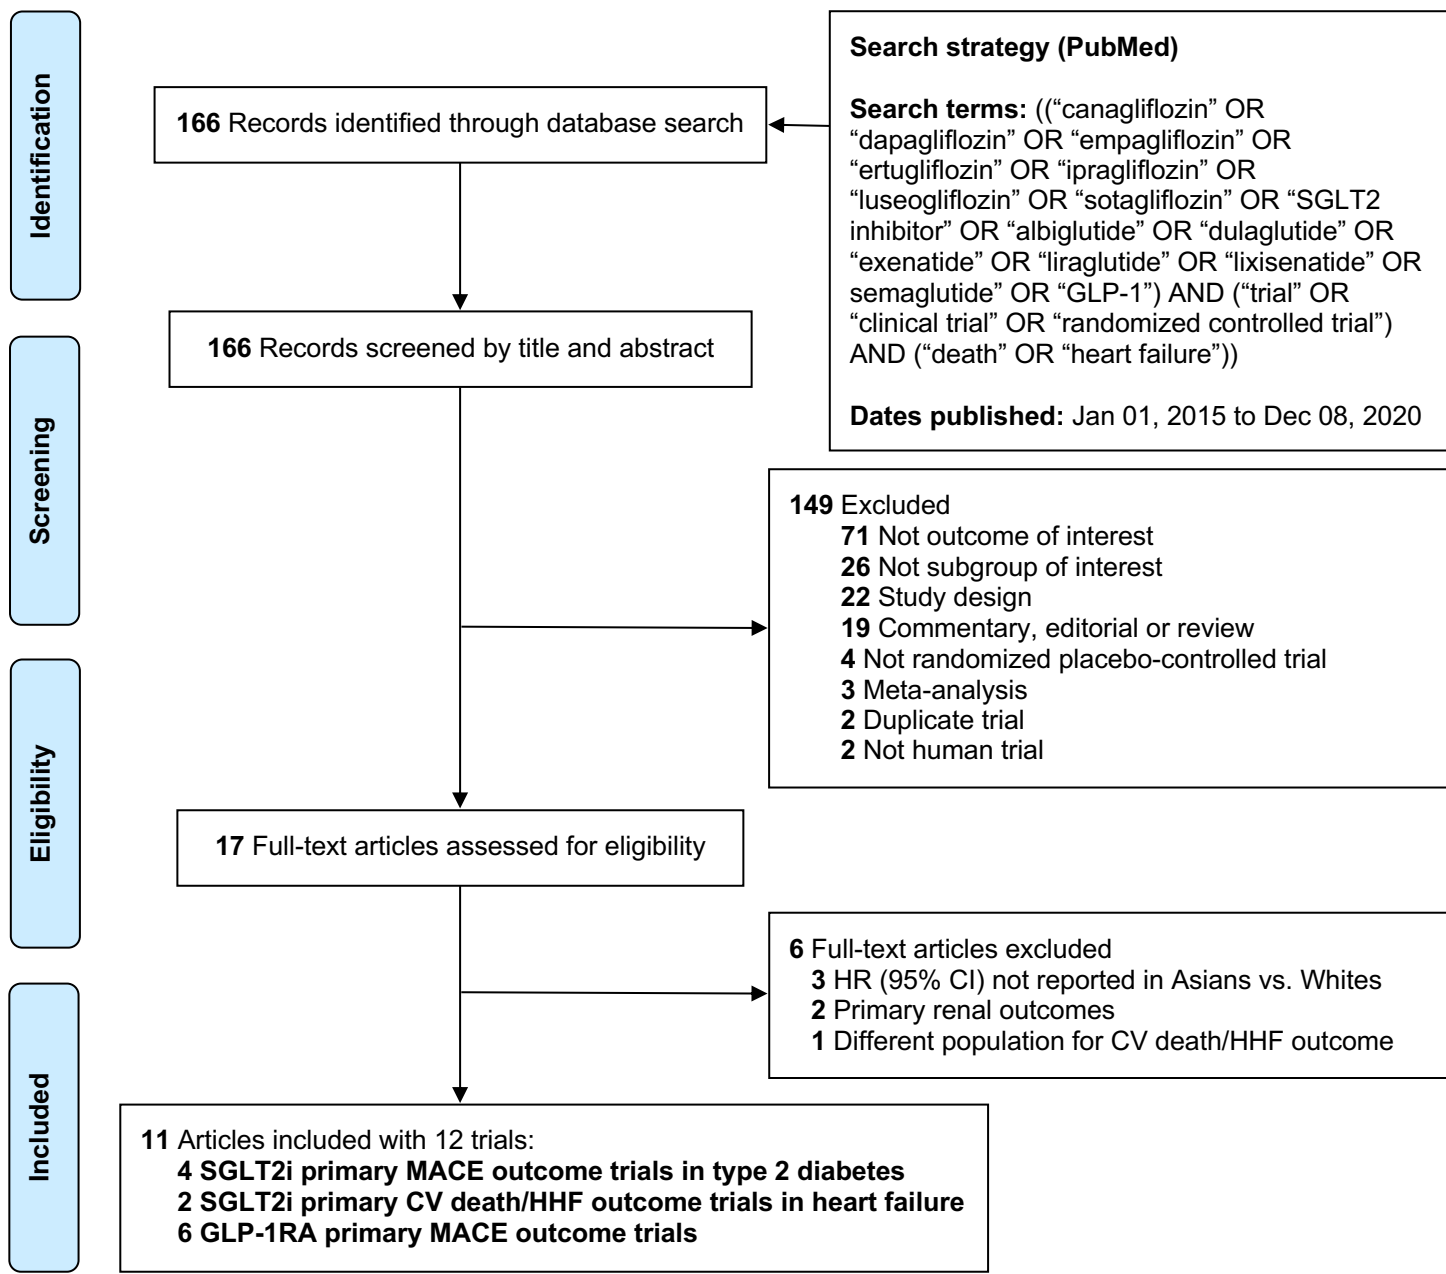 Identification
166 Records identified through database search
Search strategy (PubMed)
Search terms: ((“canagliflozin” OR
“dapagliflozin” OR “empagliflozin” OR
“ertugliflozin” OR “ipragliflozin” OR
“luseogliflozin” OR “sotagliflozin” OR “SGLT2
inhibitor” OR “albiglutide” OR “dulaglutide” OR
“exenatide” OR “liraglutide” OR “lixisenatide” OR
semaglutide” OR “GLP-1”) AND (“trial” OR
“clinical trial” OR “randomized controlled trial”)
AND (“death” OR “heart failure”))
Dates published: Jan 01, 2015 to Dec 08, 2020
Screening
166 Records screened by title and abstract
149 Excluded
71 Not outcome of interest
26 Not subgroup of interest
22 Study design
19 Commentary, editorial or review
4 Not randomized placebo-controlled trial
3 Meta-analysis
2 Duplicate trial
2 Not human trial
Eligibility
17 Full-text articles assessed for eligibility
6 Full-text articles excluded
3 HR (95% CI) not reported in Asians vs. Whites
2 Primary renal outcomes
1 Different population for CV death/HHF outcome
Included
11 Articles included with 12 trials:
4 SGLT2i primary MACE outcome trials in type 2 diabetes
2 SGLT2i primary CV death/HHF outcome trials in heart failure
6 GLP-1RA primary MACE outcome trials